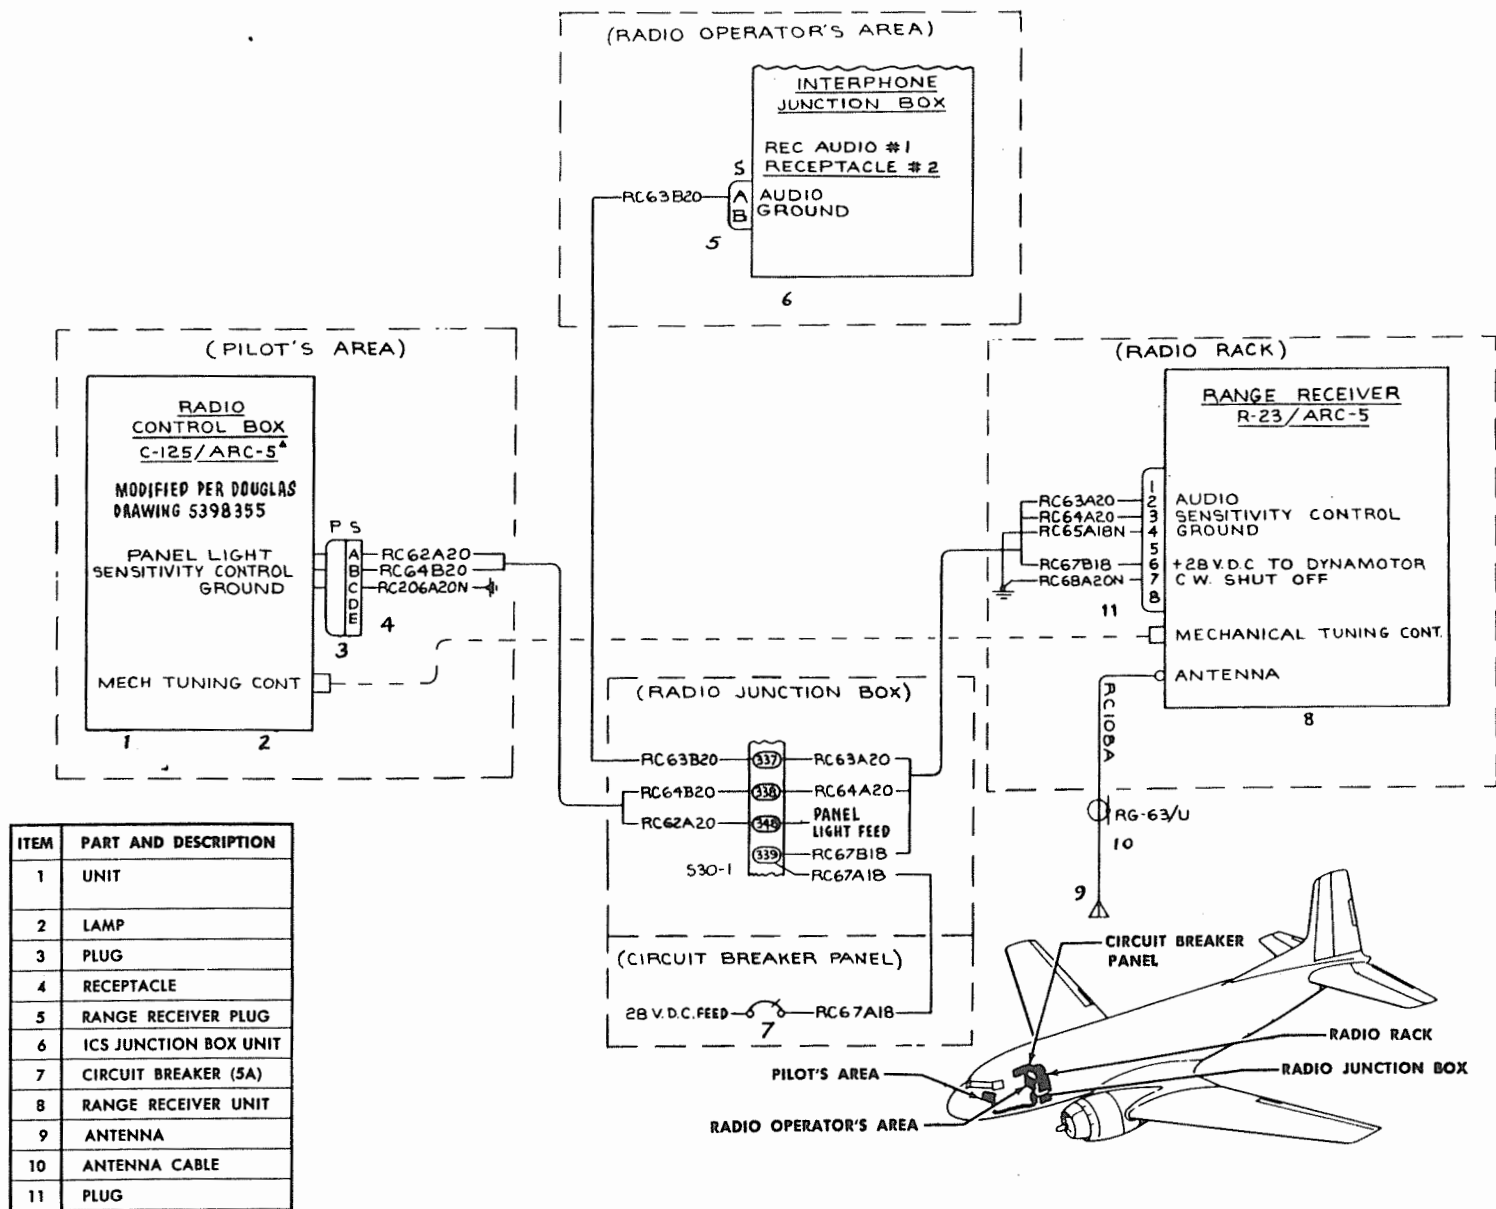 (RADIO OPERATOR'S AREA)
INTERPHONE
JUNCTION BOX
REC AUDIO #1
RECEPTACLE #2
S
RC63B20
A AUDIO
B GROUND
5
6
(PILOT'S AREA)
RADIO
CONTROL BOX
C-125/ARC-5
MODIFIED PER DOUGLAS
DRAWING 5398355
P S
PANEL LIGHT A RC62A20
SENSITIVITY CONTROL B RC64B20
GROUND C RC206A20N
D
E
4
3
MECH TUNING CONT
1 2
(RADIO RACK)
RANGE RECEIVER
R-23/ARC-5
1
RC63A20 2 AUDIO
RC64A20 3 SENSITIVITY CONTROL
RC65A18N 4 GROUND
5
RC67B18 6 +28 V.D.C TO DYNAMOTOR
RC68A20N 7 C W. SHUT OFF
8
11
MECHANICAL TUNING CONT.
ANTENNA
8
RC108A
RG-63/U
10
9
(RADIO JUNCTION BOX)
RC63B20 337 RC63A20
RC64B20 338 RC64A20
RC62A20 348 PANEL
LIGHT FEED
339 RC67B18
S30-1 RC67A18
(CIRCUIT BREAKER PANEL)
28 V.D.C. FEED RC67A18
7
ITEM PART AND DESCRIPTION
1 UNIT
2 LAMP
3 PLUG
4 RECEPTACLE
5 RANGE RECEIVER PLUG
6 ICS JUNCTION BOX UNIT
7 CIRCUIT BREAKER (5A)
8 RANGE RECEIVER UNIT
9 ANTENNA
10 ANTENNA CABLE
11 PLUG
CIRCUIT BREAKER
PANEL
RADIO RACK
RADIO JUNCTION BOX
PILOT'S AREA
RADIO OPERATOR'S AREA